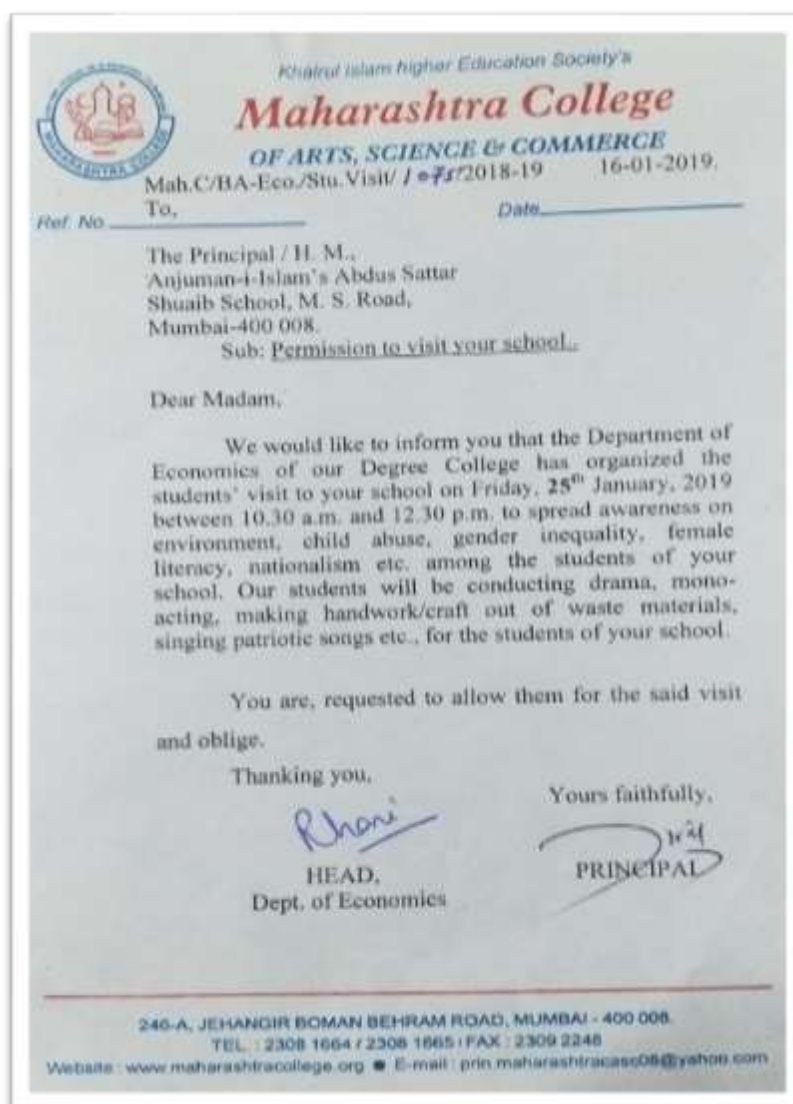 Khairul Islam higher Education Society's
Maharashtra College
OF ARTS, SCIENCE & COMMERCE
Mah.C/BA-Eco./Stu.Visit/ 1075/2018-19 16-01-2019.
Ref. No To, Date
The Principal / H. M.,
Anjuman-i-Islam's Abdus Sattar
Shuaib School, M. S. Road,
Mumbai-400 008.
Sub: Permission to visit your school..
Dear Madam,
We would like to inform you that the Department of
Economics of our Degree College has organized the
students' visit to your school on Friday, 25th January, 2019
between 10.30 a.m. and 12.30 p.m. to spread awareness on
environment, child abuse, gender inequality, female
literacy, nationalism etc. among the students of your
school. Our students will be conducting drama, mono-
acting, making handwork/craft out of waste materials,
singing patriotic songs etc., for the students of your school.
You are, requested to allow them for the said visit
and oblige.
Thanking you,
Yours faithfully,
HEAD, PRINCIPAL
Dept. of Economics
246-A, JEHANGIR BOMAN BEHRAM ROAD, MUMBAI - 400 008.
TEL. : 2308 1664 / 2308 1665 FAX : 2309 2248
Website : www.maharashtracollege.org ● E-mail : prin.maharashtracasc08@yahoo.com